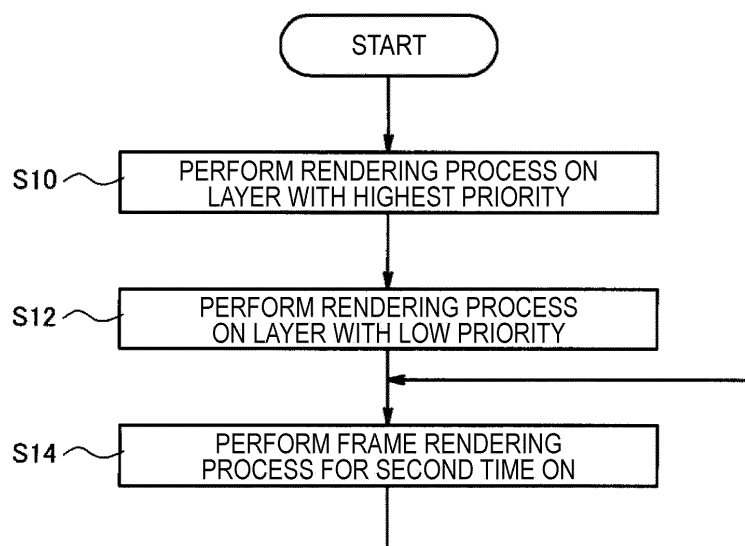 START
S10
PERFORM RENDERING PROCESS ON
LAYER WITH HIGHEST PRIORITY
S12
PERFORM RENDERING PROCESS
ON LAYER WITH LOW PRIORITY
S14
PERFORM FRAME RENDERING
PROCESS FOR SECOND TIME ON